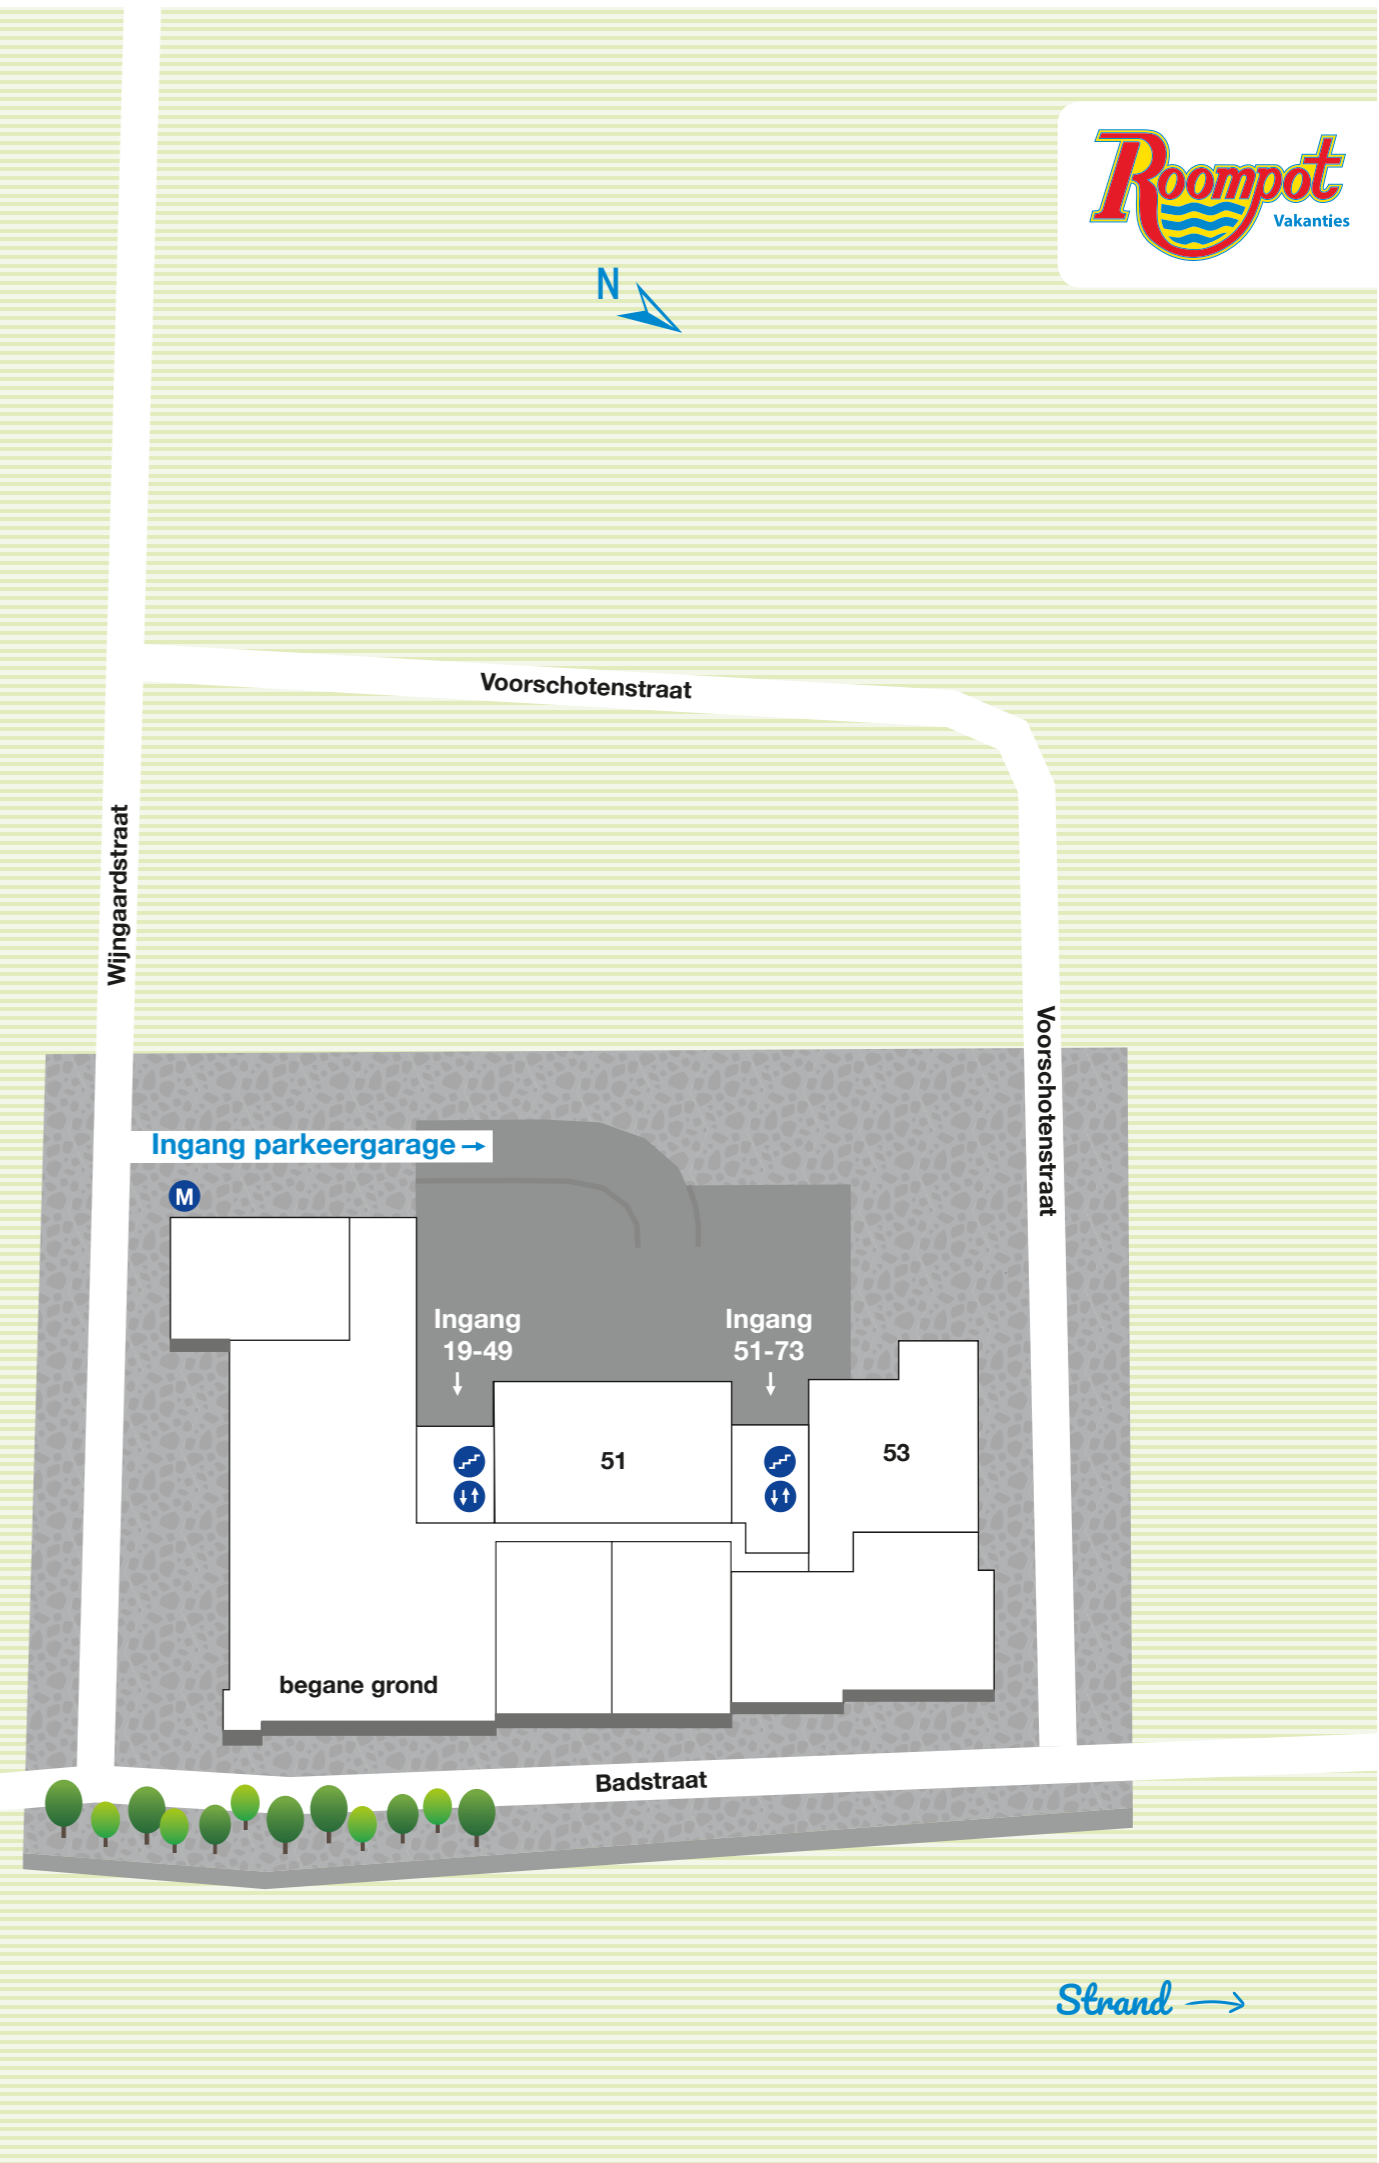 Roompot
Vakanties
N
Voorschotenstraat
Wijngaardstraat
Voorschotenstraat
Ingang parkeergarage →
M
Ingang
19-49
Ingang
51-73
51
53
begane grond
Badstraat
Strand